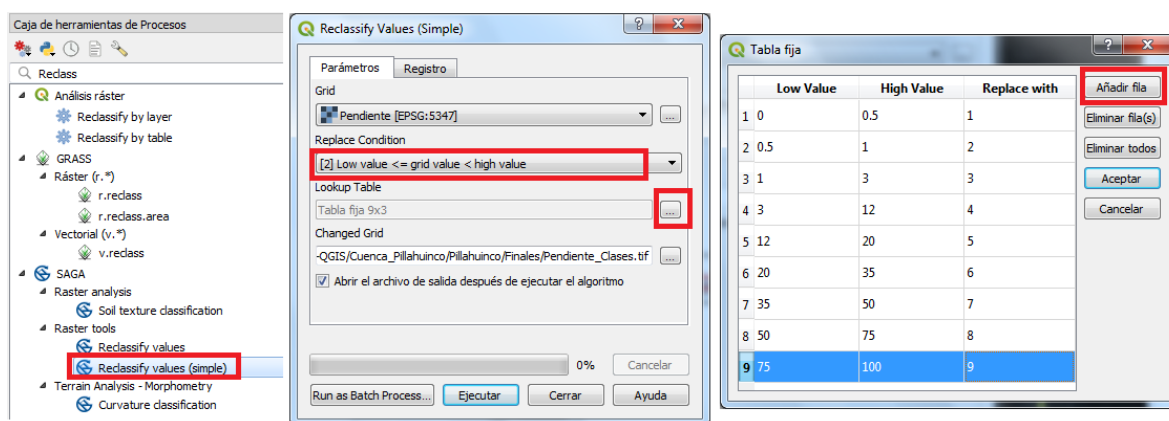 Caja de herramientas de Procesos
Reclass
Análisis ráster
Reclassify by layer
Reclassify by table
GRASS
Ráster (r.*)
r.reclass
r.reclass.area
Vectorial (v.*)
v.reclass
SAGA
Raster analysis
Soil texture classification
Raster tools
Reclassify values
Reclassify values (simple)
Terrain Analysis - Morphometry
Curvature classification
Reclassify Values (Simple)
Parámetros Registro
Grid
Pendiente [EPSG:5347]
...
Replace Condition
[2] Low value <= grid value < high value
Lookup Table
Tabla fija 9x3
...
Changed Grid
-QGIS/Cuenca_Pillahuinco/Pillahuinco/Finales/Pendiente_Clases.tif
...
Abrir el archivo de salida después de ejecutar el algoritmo
0% Cancelar
Run as Batch Process... Ejecutar Cerrar Ayuda
Tabla fija
Low Value High Value Replace with
1 0 0.5 1
2 0.5 1 2
3 1 3 3
4 3 12 4
5 12 20 5
6 20 35 6
7 35 50 7
8 50 75 8
9 75 100 9
Añadir fila
Eliminar fila(s)
Eliminar todos
Aceptar
Cancelar